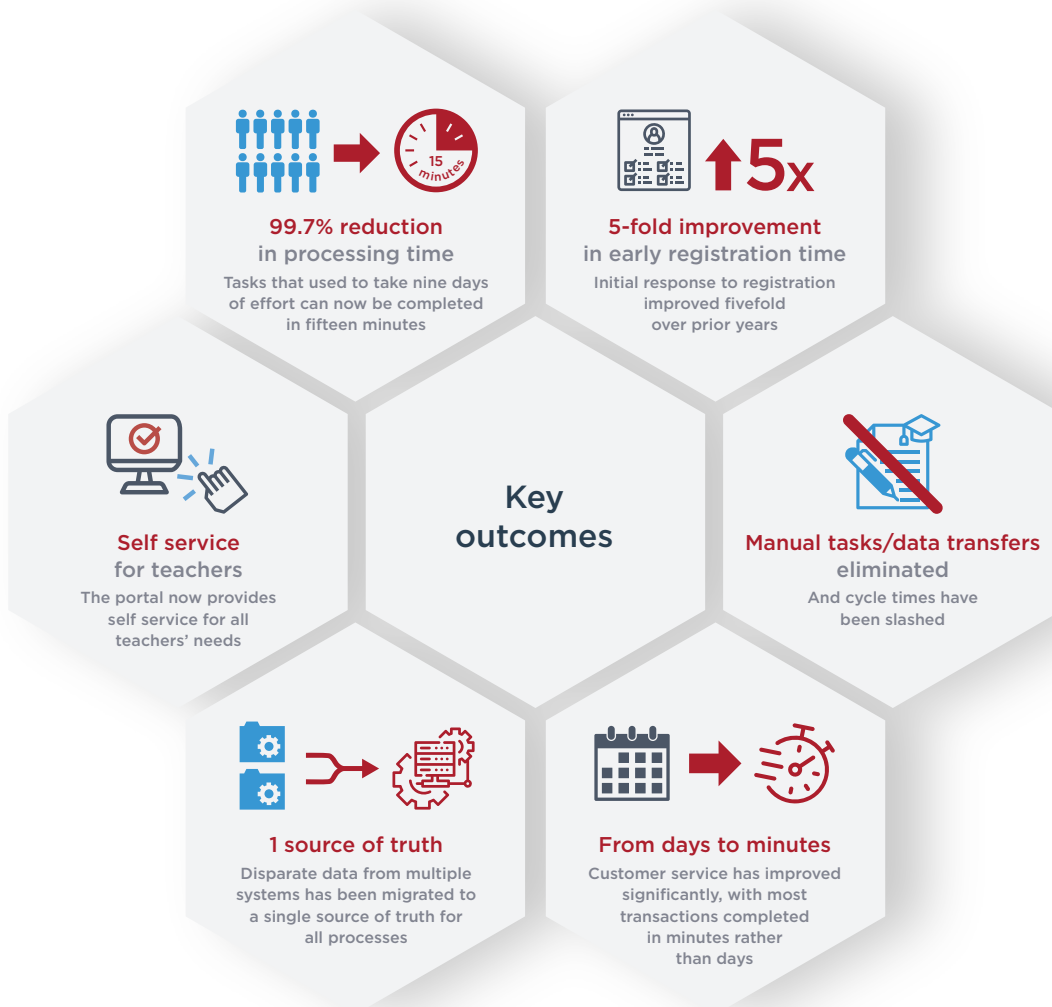 15
minutes
99.7% reduction
in processing time
Tasks that used to take nine days
of effort can now be completed
in fifteen minutes
5x
5-fold improvement
in early registration time
Initial response to registration
improved fivefold
over prior years
Self service
for teachers
The portal now provides
self service for all
teachers’ needs
Key
outcomes
Manual tasks/data transfers
eliminated
And cycle times have
been slashed
1 source of truth
Disparate data from multiple
systems has been migrated to
a single source of truth for
all processes
From days to minutes
Customer service has improved
significantly, with most
transactions completed
in minutes rather
than days